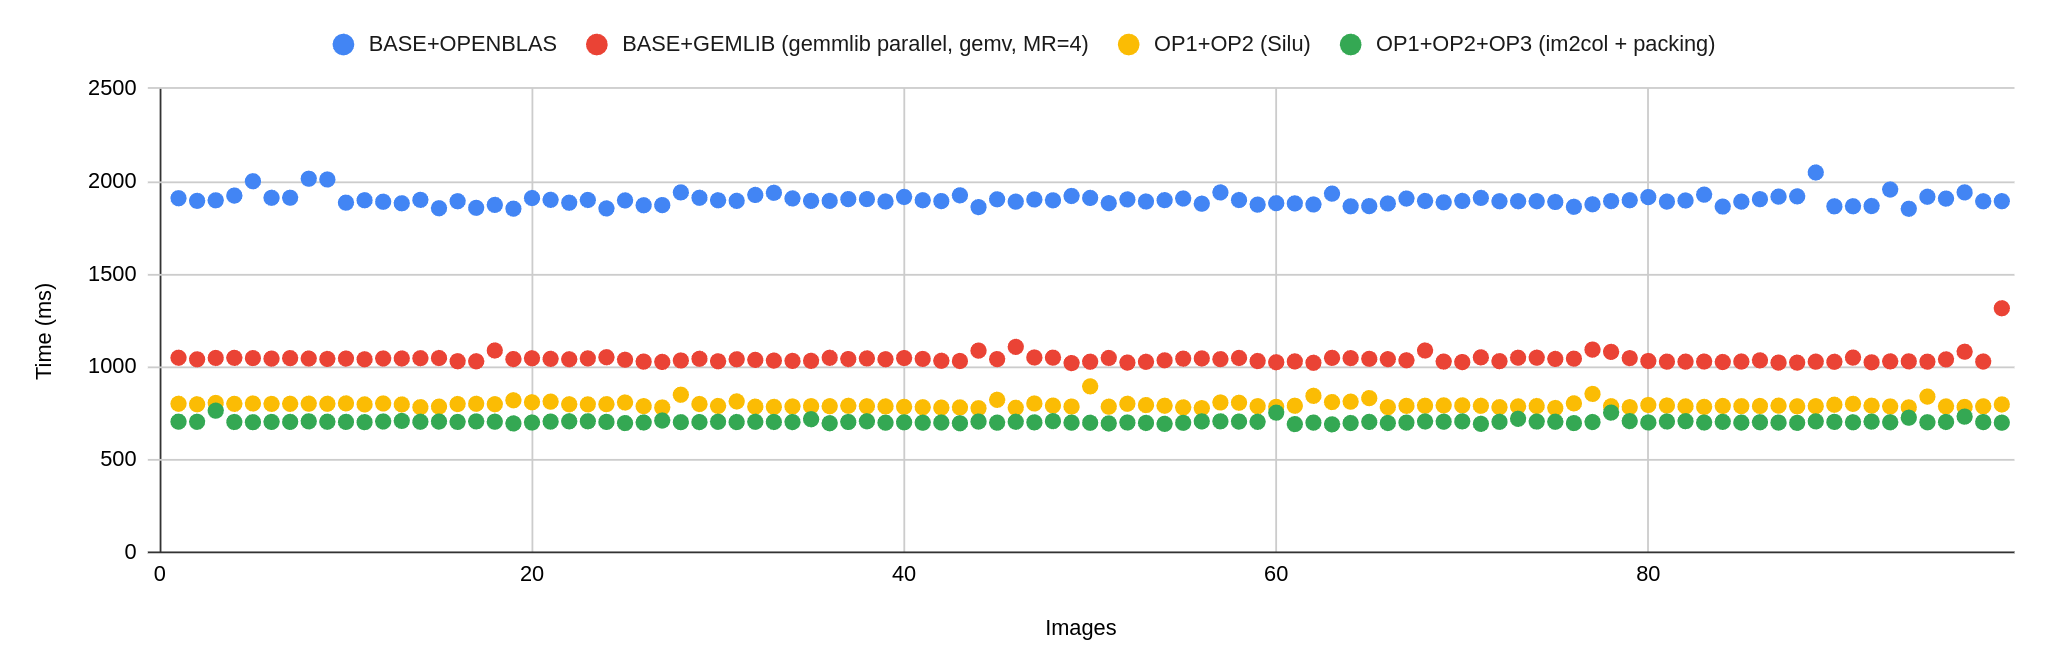 BASE+OPENBLAS BASE+GEMLIB (gemmlib parallel, gemv, MR=4) OP1+OP2 (Silu) OP1+OP2+OP3 (im2col + packing)
2500
2000
1500
1000
500
0
Time (ms)
0 20 40 60 80
Images